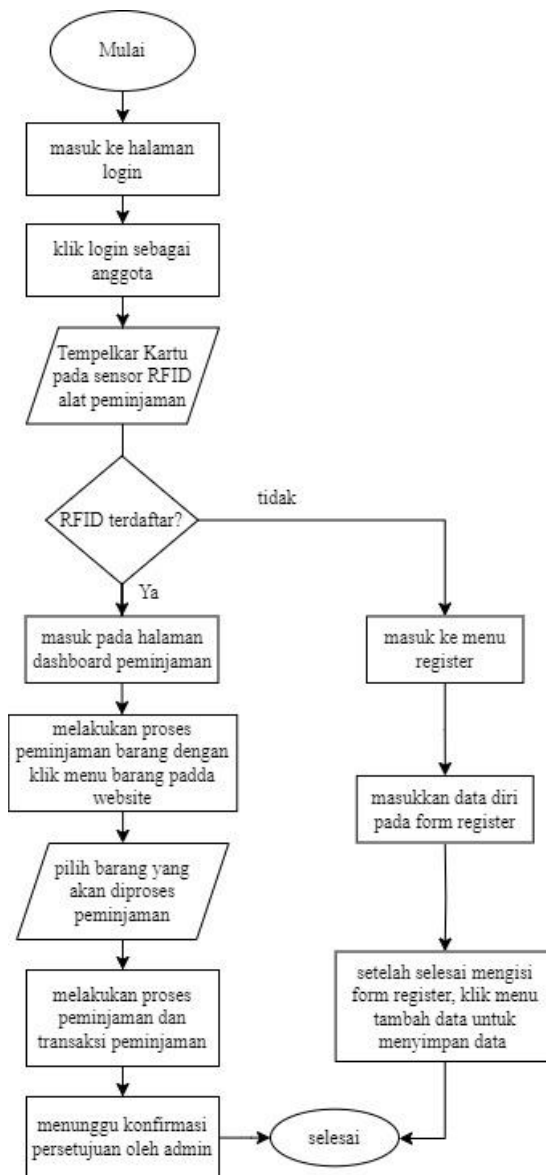 Mulai
masuk ke halaman
login
klik login sebagai
anggota
Tempelkar Kartu
pada sensor RFID
alat peminjaman
RFID terdaftar?
tidak
Ya
masuk pada halaman
dashboard peminjaman
masuk ke menu
register
melakukan proses
peminjaman barang dengan
klik menu barang padda
website
masukkan data diri
pada form register
pilih barang yang
akan diproses
peminjaman
setelah selesai mengisi
form register, klik menu
tambah data untuk
menyimpan data
melakukan proses
peminjaman dan
transaksi peminjaman
menunggu konfirmasi
persetujuan oleh admin
selesai